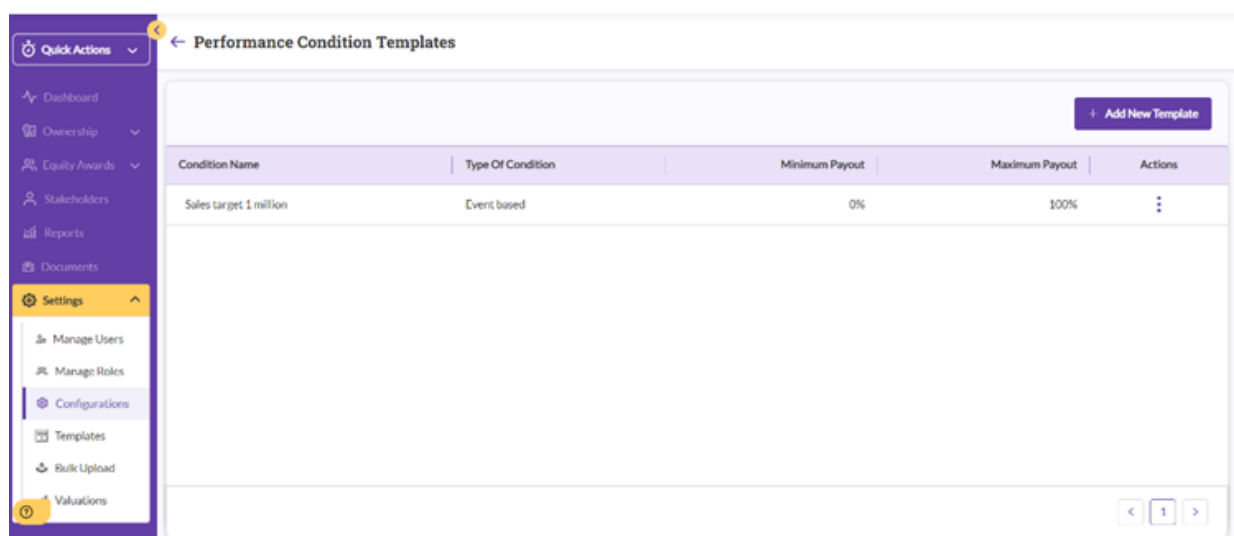 Quick Actions
Performance Condition Templates
Dashboard
Ownership
Equity Awards
Stakeholders
Reports
Documents
Settings
Manage Users
Manage Roles
Configurations
Templates
Bulk Upload
Valuations
+ Add New Template
Condition Name Type Of Condition Minimum Payout Maximum Payout Actions
Sales target 1 million Event based 0% 100%
< 1 >